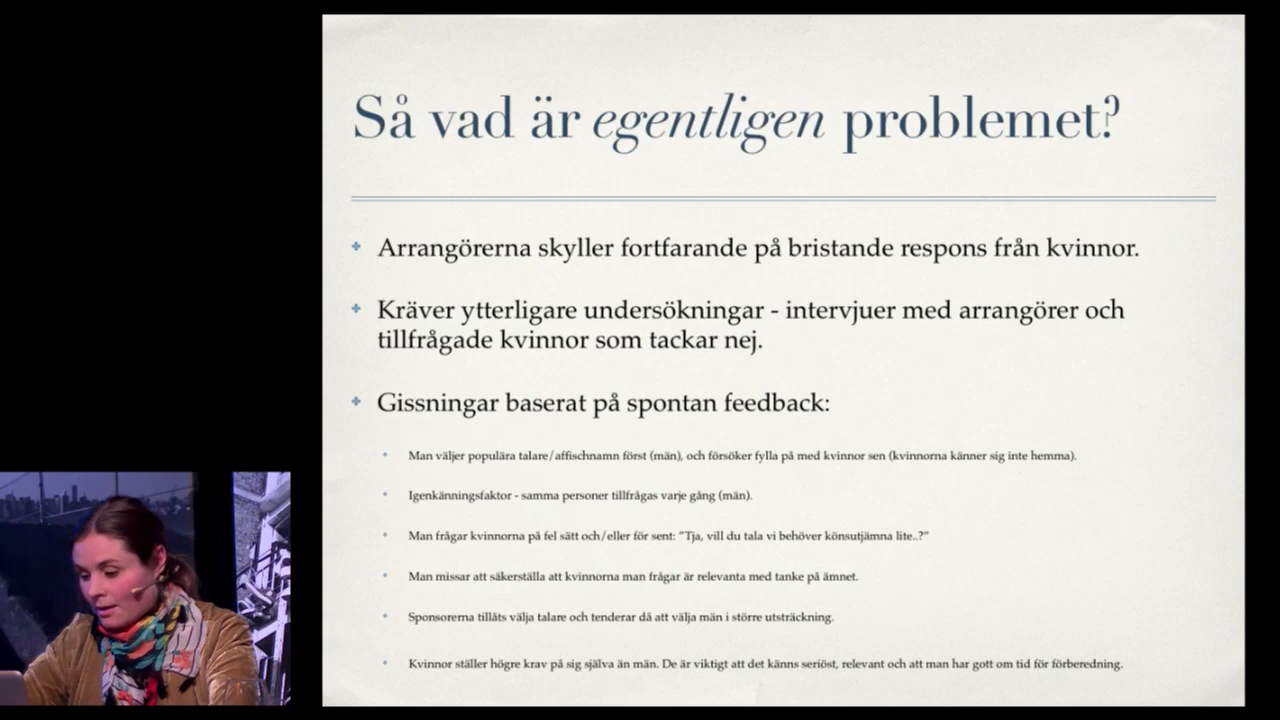 Så vad är egentligen problemet?
Arrangörerna skyller fortfarande på bristande respons från kvinnor.
Kräver ytterligare undersökningar - intervjuer med arrangörer och
tillfrågade kvinnor som tackar nej.
Gissningar baserat på spontan feedback:
Man väljer populära talare/affischnamn först (män), och försöker fylla på med kvinnor sen (kvinnorna känner sig inte hemma).
Igenkänningsfaktor - samma personer tillfrågas varje gång (män).
Man frågar kvinnorna på fel sätt och/eller för sent: "Tja, vill du tala vi behöver könsutjämna lite..?"
Man missar att säkerställa att kvinnorna man frågar är relevanta med tanke på ämnet.
Sponsorerna tillåts välja talare och tenderar då att välja män i större utsträckning.
Kvinnor ställer högre krav på sig själva än män. De är viktigt att det känns seriöst, relevant och att man har gott om tid för förberedning.